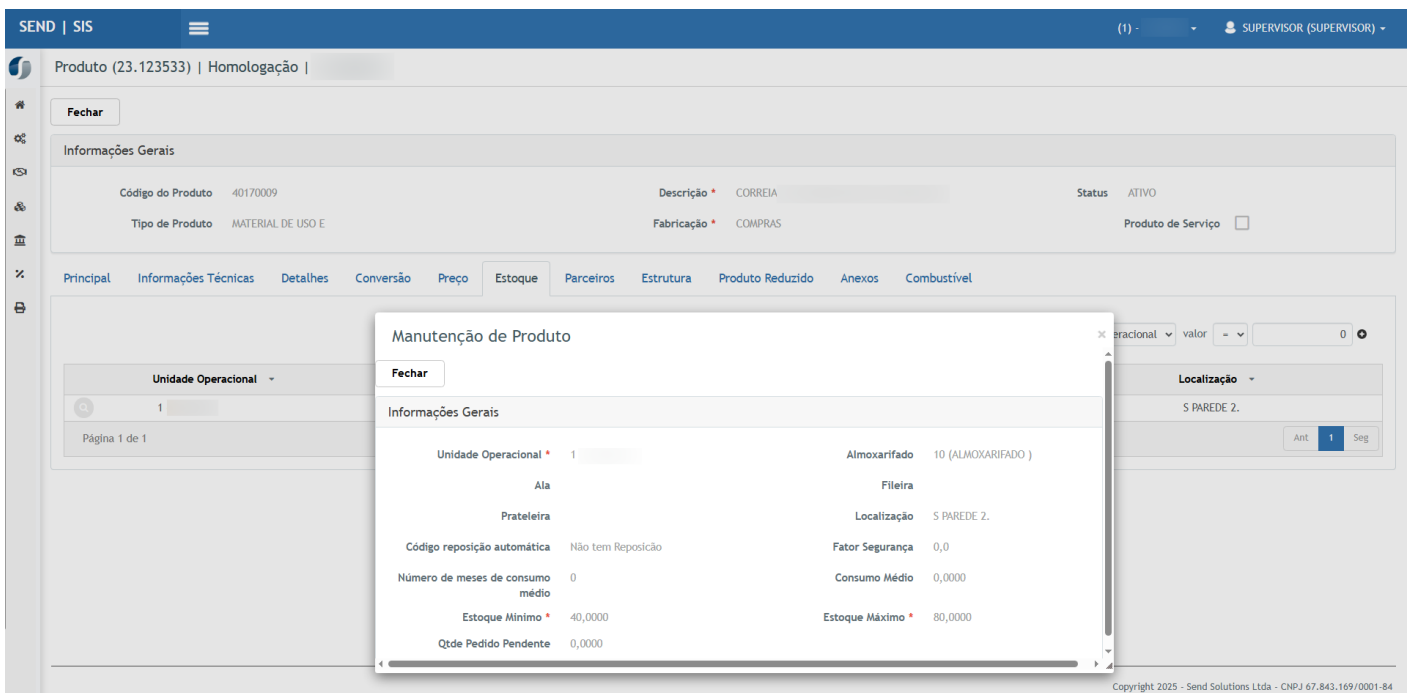 SEND | SIS (1) - SUPERVISOR (SUPERVISOR)
Produto (23.123533) | Homologação |
Fechar
Informações Gerais
Código do Produto 40170009 Descrição * CORREIA Status ATIVO
Tipo de Produto MATERIAL DE USO E Fabricação * COMPRAS Produto de Serviço
Principal Informações Técnicas Detalhes Conversão Preço Estoque Parceiros Estrutura Produto Reduzido Anexos Combustível
Manutenção de Produto ×
eracional valor = 0
Fechar
Unidade Operacional Localização
1 S PAREDE 2.
Página 1 de 1 Ant 1 Seg
Informações Gerais
Unidade Operacional * 1 Almoxarifado 10 (ALMOXARIFADO )
Ala Fileira
Prateleira Localização S PAREDE 2.
Código reposição automática Não tem Reposicão Fator Segurança 0,0
Número de meses de consumo médio 0 Consumo Médio 0,0000
Estoque Minimo * 40,0000 Estoque Máximo * 80,0000
Qtde Pedido Pendente 0,0000
Copyright 2025 - Send Solutions Ltda - CNPJ 67.843.169/0001-84